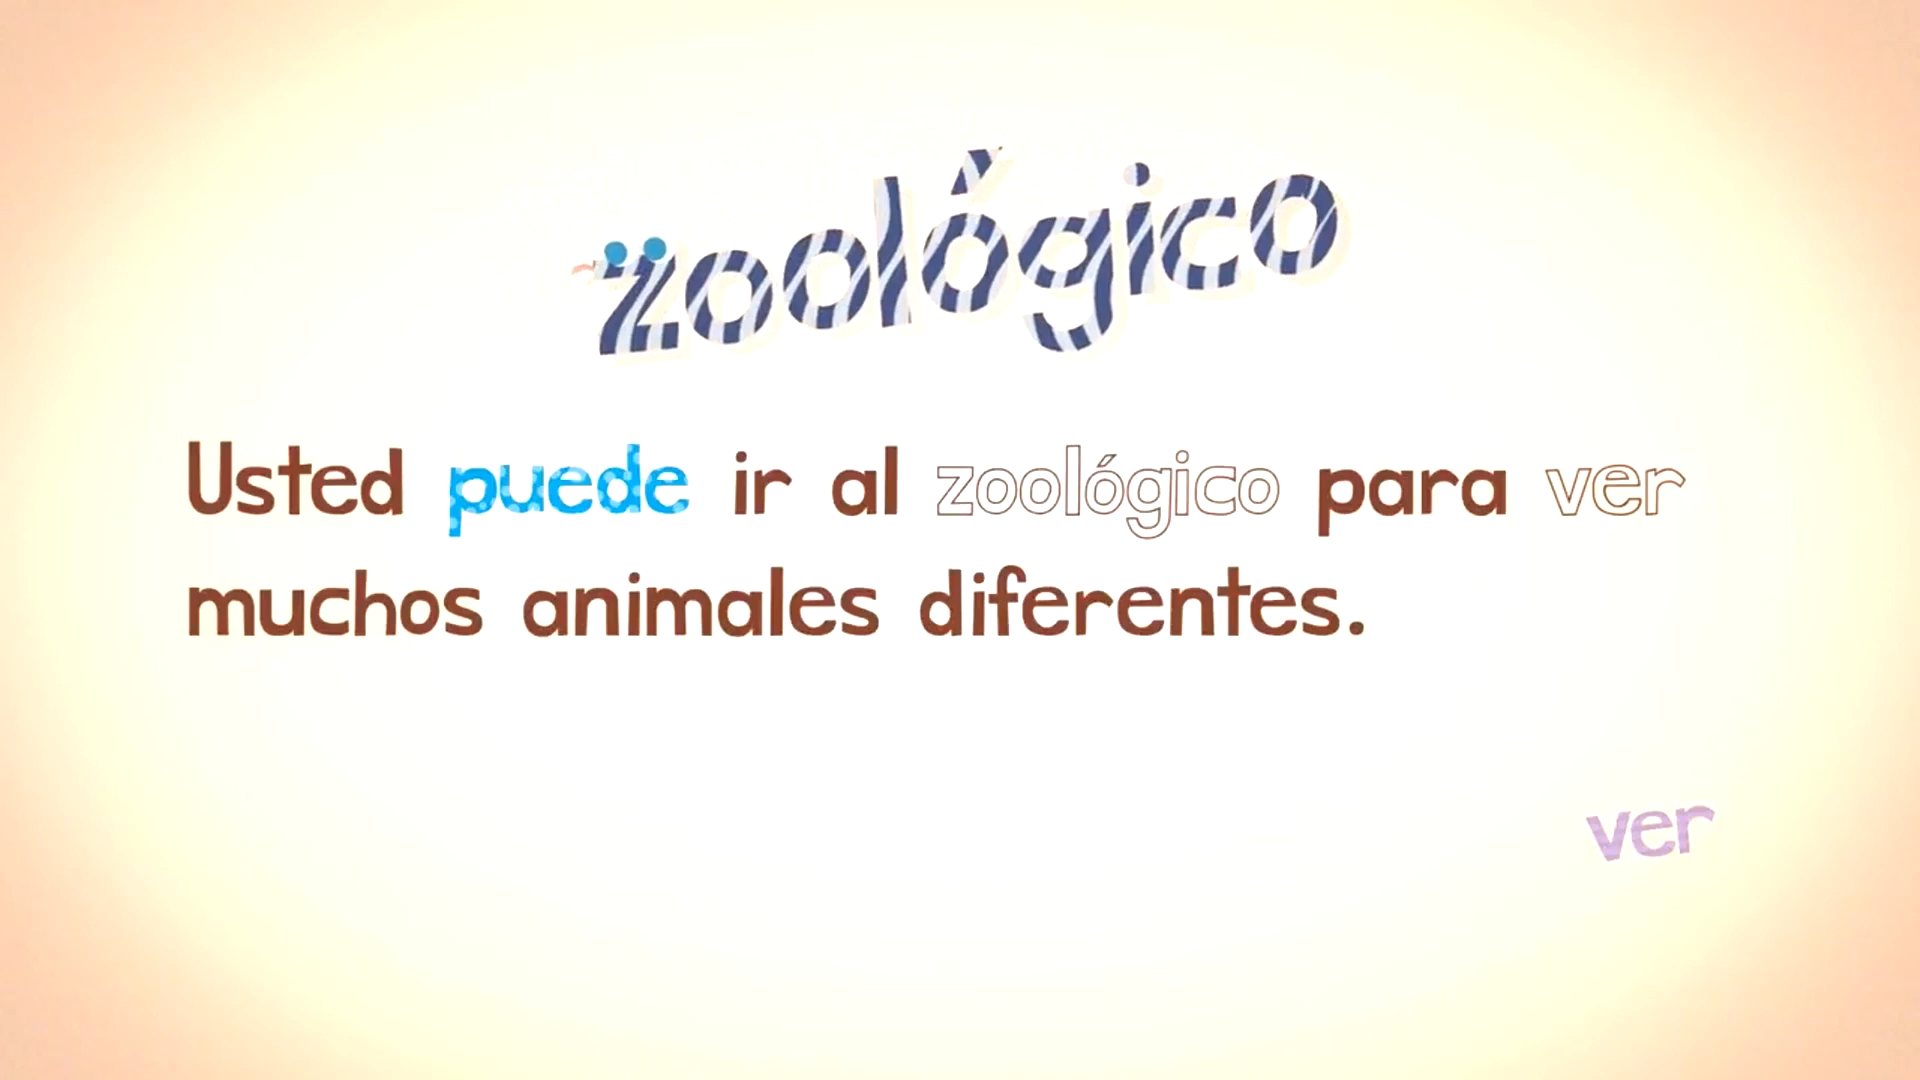 zoológico
Usted puede ir al zoológico para ver
muchos animales diferentes.
ver